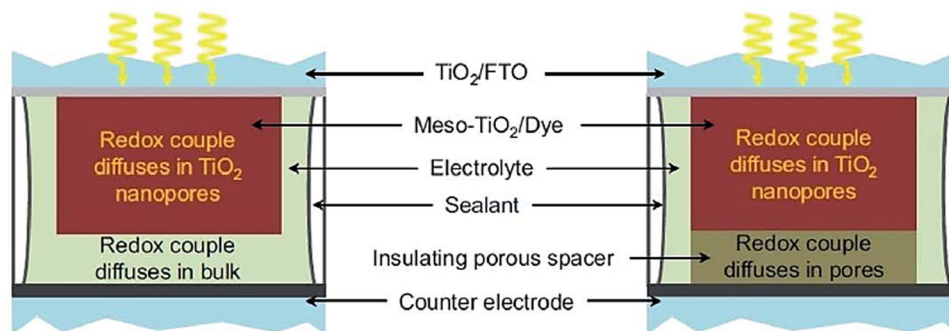 TiO₂/FTO
Redox couple
diffuses in TiO₂
nanopores
Redox couple
diffuses in bulk
Meso-TiO₂/Dye
Electrolyte
Sealant
Insulating porous spacer
Counter electrode
Redox couple
diffuses in TiO₂
nanopores
Redox couple
diffuses in pores